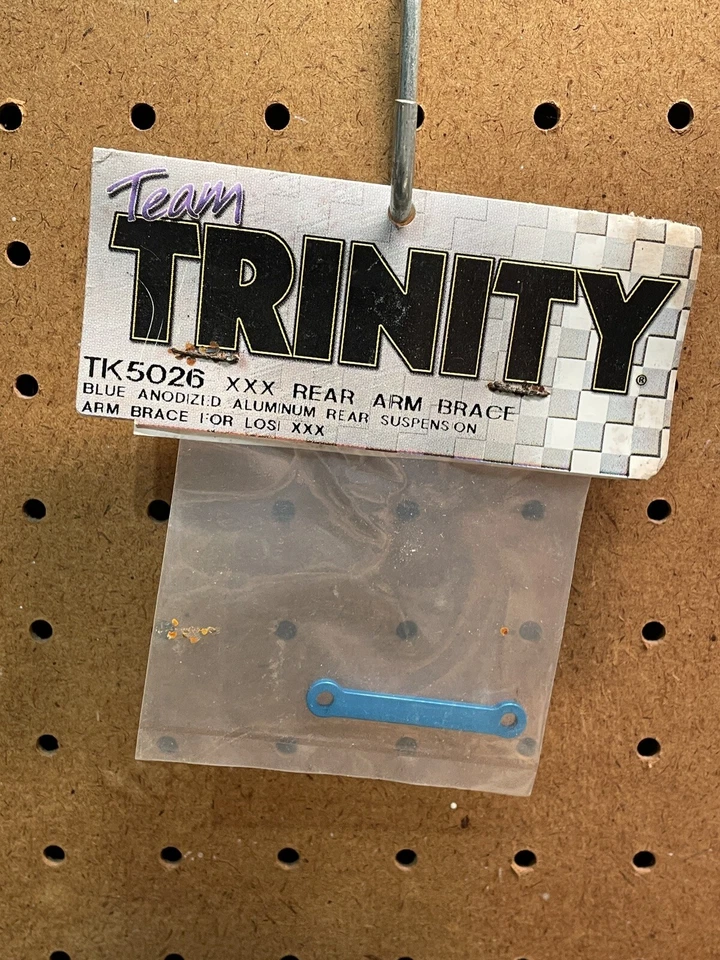 Team
TRINITY®
TK5026 XXX REAR ARM BRACE
BLUE ANODIZED ALUMINUM REAR SUSPENSION
ARM BRACE FOR LOSI XXX